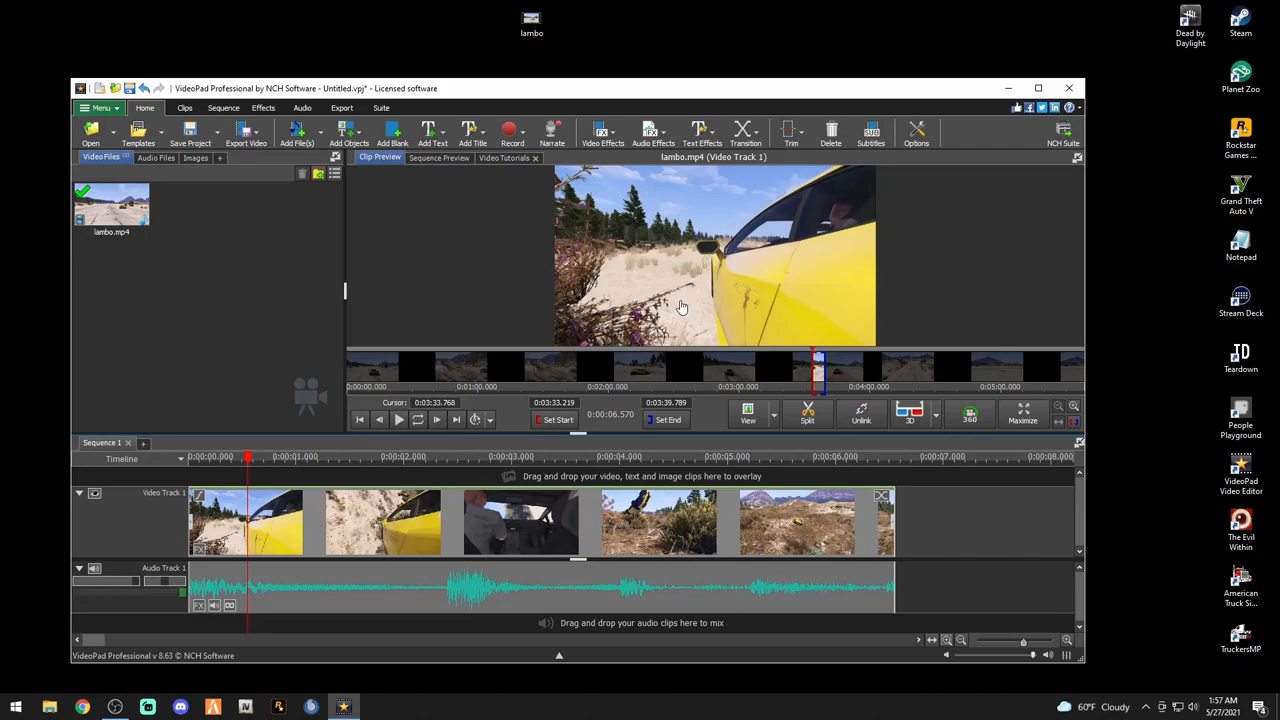 lambo
Dead by
Daylight
Steam
Planet Zoo
Rockstar
Games ...
Grand Theft
Auto V
Notepad
Stream Deck
Teardown
People
Playground
VideoPad
Video Editor
The Evil
Within
American
Truck Si...
TruckersMP
VideoPad Professional by NCH Software - Untitled.vpj* - Licensed software
Menu Home Clips Sequence Effects Audio Export Suite
Open Templates Save Project Export Video Add File(s) Add Objects Add Blank Add Text Add Title Record Narrate Video Effects Audio Effects Text Effects Transition Trim Delete Subtitles Options NCH Suite
Video Files Audio Files Images +
Clip Preview Sequence Preview Video Tutorials
lambo.mp4 (Video Track 1)
lambo.mp4
0:00:00.000 0:01:00.000 0:02:00.000 0:03:00.000 0:04:00.000 0:05:00.000
Cursor: 0:03:33.768
0:03:33.219 0:03:39.789
Set Start 0:00:06.570 Set End
View Split Unlink 3D 360 Maximize
Sequence 1
Timeline
0:00:00.000 0:00:01.000 0:00:02.000 0:00:03.000 0:00:04.000 0:00:05.000 0:00:06.000 0:00:07.000 0:00:08.000
Drag and drop your video, text and image clips here to overlay
Video Track 1
FX
Audio Track 1
FX
Drag and drop your audio clips here to mix
VideoPad Professional v 8.63 © NCH Software
60°F Cloudy
1:57 AM
5/27/2021